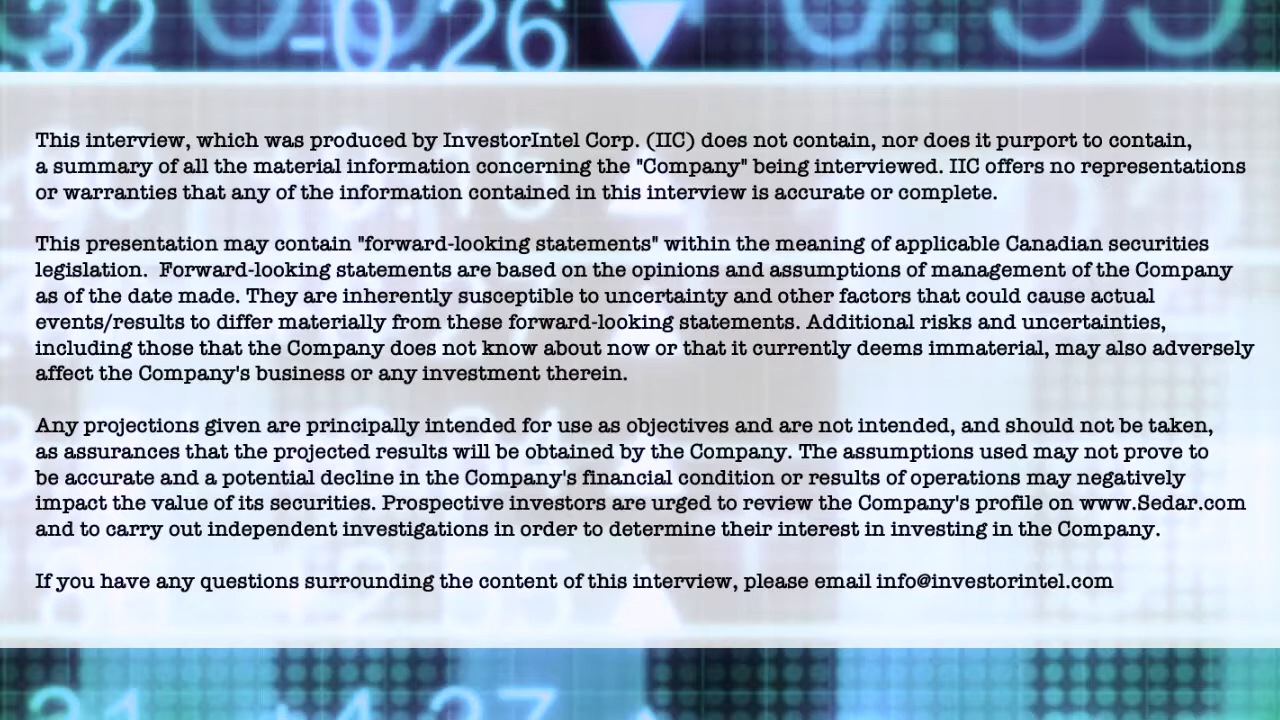 .32
-0.26
This interview, which was produced by InvestorIntel Corp. (IIC) does not contain, nor does it purport to contain,
a summary of all the material information concerning the "Company" being interviewed. IIC offers no representations
or warranties that any of the information contained in this interview is accurate or complete.
This presentation may contain "forward-looking statements" within the meaning of applicable Canadian securities
legislation.  Forward-looking statements are based on the opinions and assumptions of management of the Company
as of the date made. They are inherently susceptible to uncertainty and other factors that could cause actual
events/results to differ materially from these forward-looking statements. Additional risks and uncertainties,
including those that the Company does not know about now or that it currently deems immaterial, may also adversely
affect the Company's business or any investment therein.
Any projections given are principally intended for use as objectives and are not intended, and should not be taken,
as assurances that the projected results will be obtained by the Company. The assumptions used may not prove to
be accurate and a potential decline in the Company's financial condition or results of operations may negatively
impact the value of its securities. Prospective investors are urged to review the Company's profile on www.Sedar.com
and to carry out independent investigations in order to determine their interest in investing in the Company.
If you have any questions surrounding the content of this interview, please email info@investorintel.com